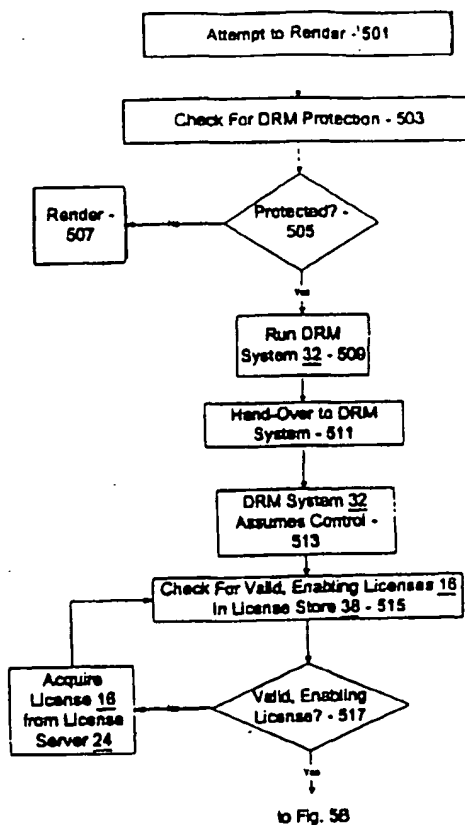 Attempt to Render - 501
Check For DRM Protection - 503
Protected? -
505
Render -
507
No
Yes
Run DRM
System 32 - 509
Hand-Over to DRM
System - 511
DRM System 32
Assumes Control -
513
Check For Valid, Enabling Licenses 16
In License Store 38 - 515
Acquire
License 16
from License
Server 24
No
Valid, Enabling
License? - 517
Yes
to Fig. 5B